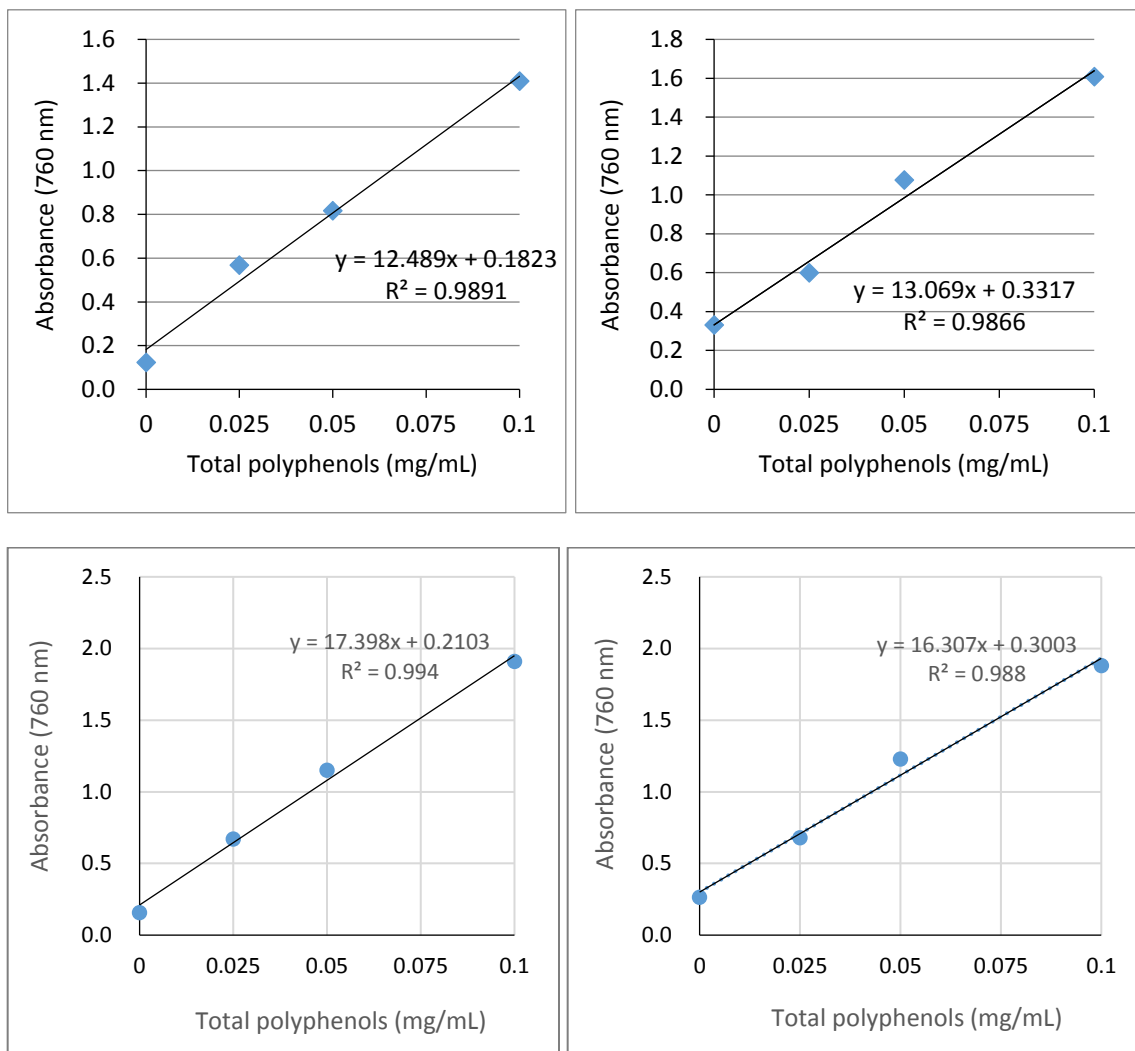 Absorbance (760 nm)
1.6
1.4
1.2
1.0
0.8
0.6
0.4
0.2
0.0
y = 12.489x + 0.1823
R² = 0.9891
0 0.025 0.05 0.075 0.1
Total polyphenols (mg/mL)
Absorbance (760 nm)
1.8
1.6
1.4
1.2
1.0
0.8
0.6
0.4
0.2
0.0
y = 13.069x + 0.3317
R² = 0.9866
0 0.025 0.05 0.075 0.1
Total polyphenols (mg/mL)
Absorbance (760 nm)
2.5
2.0
1.5
1.0
0.5
0.0
y = 17.398x + 0.2103
R² = 0.994
0 0.025 0.05 0.075 0.1
Total polyphenols (mg/mL)
Absorbance (760 nm)
2.5
2.0
1.5
1.0
0.5
0.0
y = 16.307x + 0.3003
R² = 0.988
0 0.025 0.05 0.075 0.1
Total polyphenols (mg/mL)